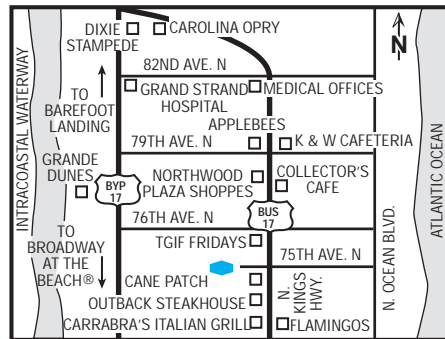 DIXIE
STAMPEDE
CAROLINA OPRY
N
82ND AVE. N
INTRACOASTAL WATERWAY
TO
BAREFOOT
LANDING
GRAND STRAND
HOSPITAL
MEDICAL OFFICES
APPLEBEES
79TH AVE. N
K & W CAFETERIA
GRANDE
DUNES
BYP
17
NORTHWOOD
PLAZA SHOPPES
COLLECTOR'S
CAFE
76TH AVE. N
BUS
17
TO
BROADWAY
AT THE
BEACH®
TGIF FRIDAYS
75TH AVE. N
CANE PATCH
OUTBACK STEAKHOUSE
CARRABRA'S ITALIAN GRILL
N.
KINGS
HWY.
FLAMINGOS
N. OCEAN BLVD.
ATLANTIC OCEAN